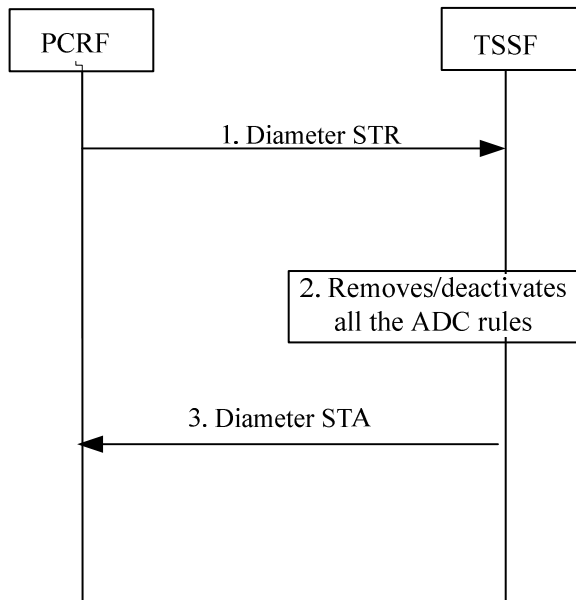 PCRF
TSSF
1. Diameter STR
2. Removes/deactivates
all the ADC rules
3. Diameter STA